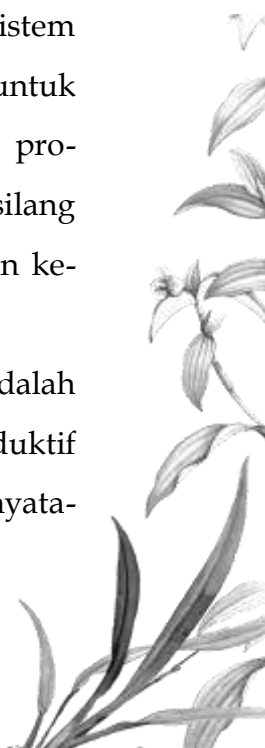 istem
untuk
pro-
silang
n ke-
dalah
duktif
nyata-